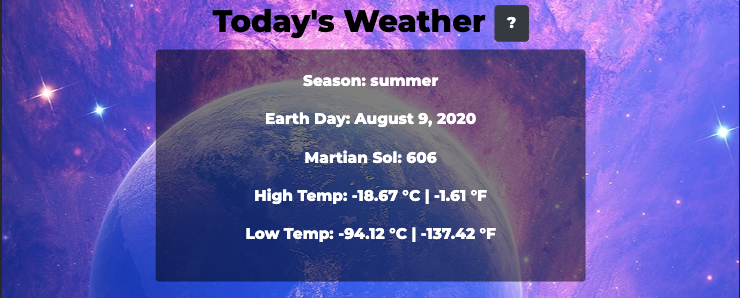 Today's Weather ?
Season: summer
Earth Day: August 9, 2020
Martian Sol: 606
High Temp: -18.67 °C | -1.61 °F
Low Temp: -94.12 °C | -137.42 °F